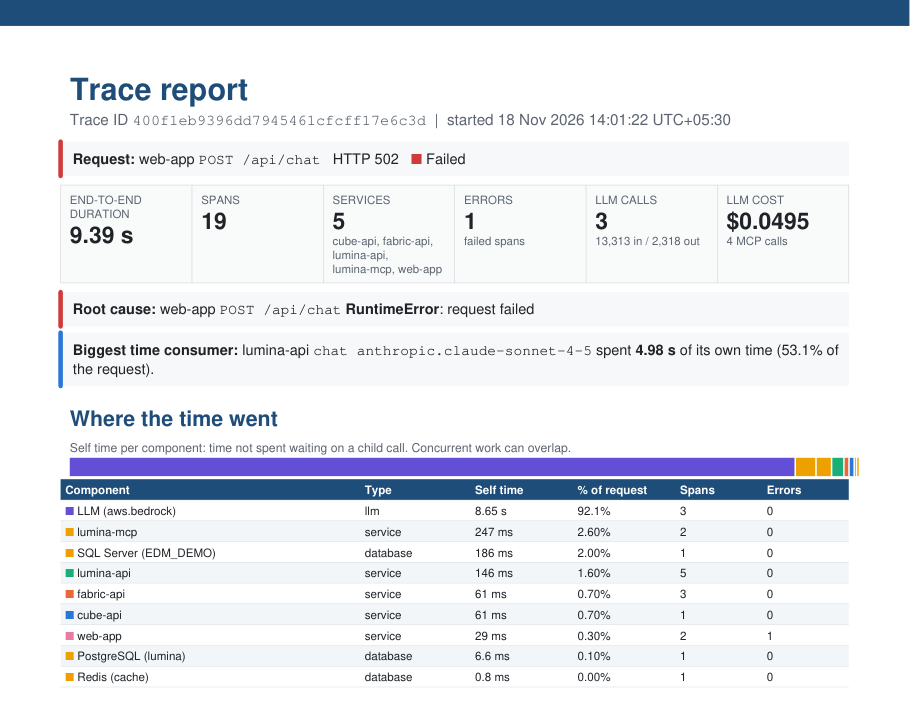 Trace report
Trace ID 400f1eb9396dd7945461cfcff17e6c3d | started 18 Nov 2026 14:01:22 UTC+05:30
Request: web-app POST /api/chat HTTP 502 Failed
END-TO-END DURATION
9.39 s
SPANS
19
SERVICES
5
cube-api, fabric-api,
lumina-api,
lumina-mcp, web-app
ERRORS
1
failed spans
LLM CALLS
3
13,313 in / 2,318 out
LLM COST
$0.0495
4 MCP calls
Root cause: web-app POST /api/chat RuntimeError: request failed
Biggest time consumer: lumina-api chat anthropic.claude-sonnet-4-5 spent 4.98 s of its own time (53.1% of
the request).
Where the time went
Self time per component: time not spent waiting on a child call. Concurrent work can overlap.
Component Type Self time % of request Spans Errors
LLM (aws.bedrock) llm 8.65 s 92.1% 3 0
lumina-mcp service 247 ms 2.60% 2 0
SQL Server (EDM_DEMO) database 186 ms 2.00% 1 0
lumina-api service 146 ms 1.60% 5 0
fabric-api service 61 ms 0.70% 3 0
cube-api service 61 ms 0.70% 1 0
web-app service 29 ms 0.30% 2 1
PostgreSQL (lumina) database 6.6 ms 0.10% 1 0
Redis (cache) database 0.8 ms 0.00% 1 0